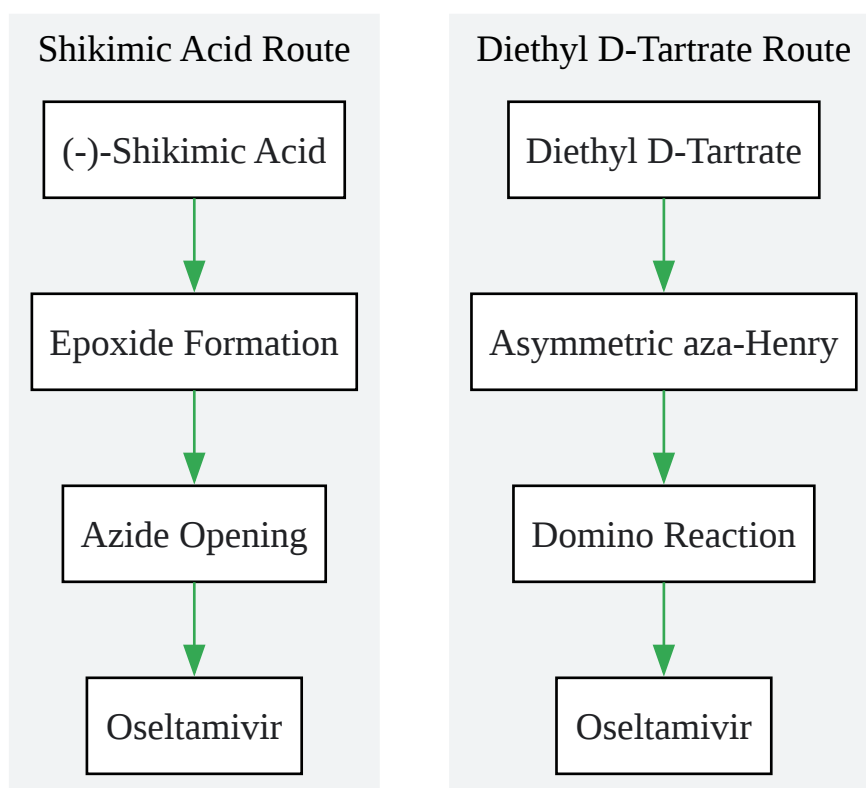 Shikimic Acid Route
(-)-Shikimic Acid
Epoxide Formation
Azide Opening
Oseltamivir
Diethyl D-Tartrate Route
Diethyl D-Tartrate
Asymmetric aza-Henry
Domino Reaction
Oseltamivir